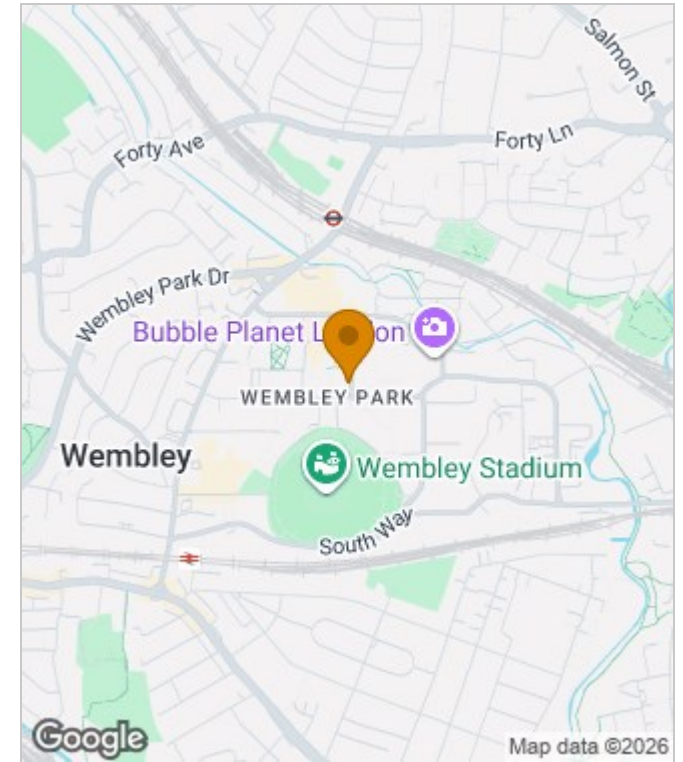 Salmon St
Forty Ave
Forty Ln
Wembley Park Dr
Bubble Planet L on
WEMBLEY PARK
Wembley
Wembley Stadium
South Way
Google
Map data ©2026